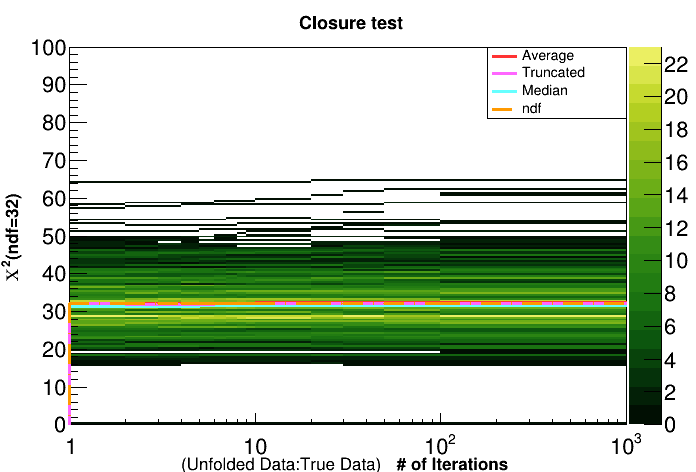 Closure test
Average
Truncated
Median
ndf
χ²(ndf=32)
100
90
80
70
60
50
40
30
20
10
0
22
20
18
16
14
12
10
8
6
4
2
0
1 10 10² 10³
(Unfolded Data:True Data) # of Iterations